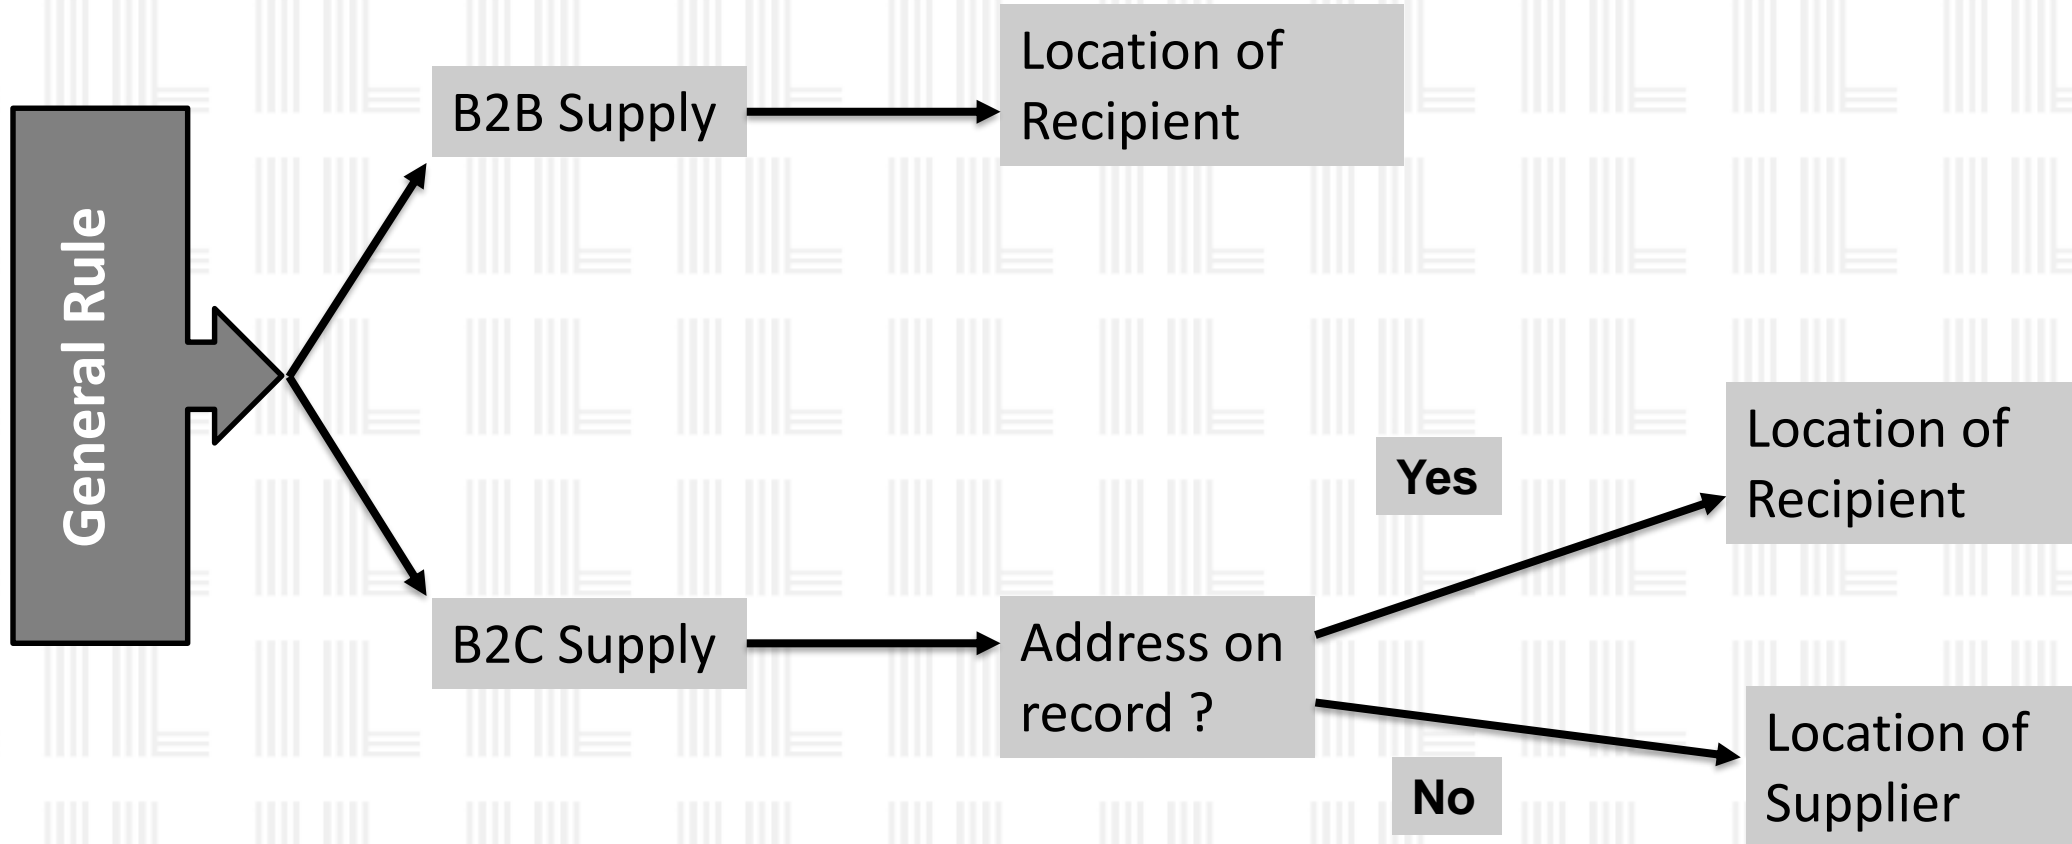 General Rule
B2B Supply
Location of
Recipient
B2C Supply
Address on
record ?
Yes
Location of
Recipient
No
Location of
Supplier